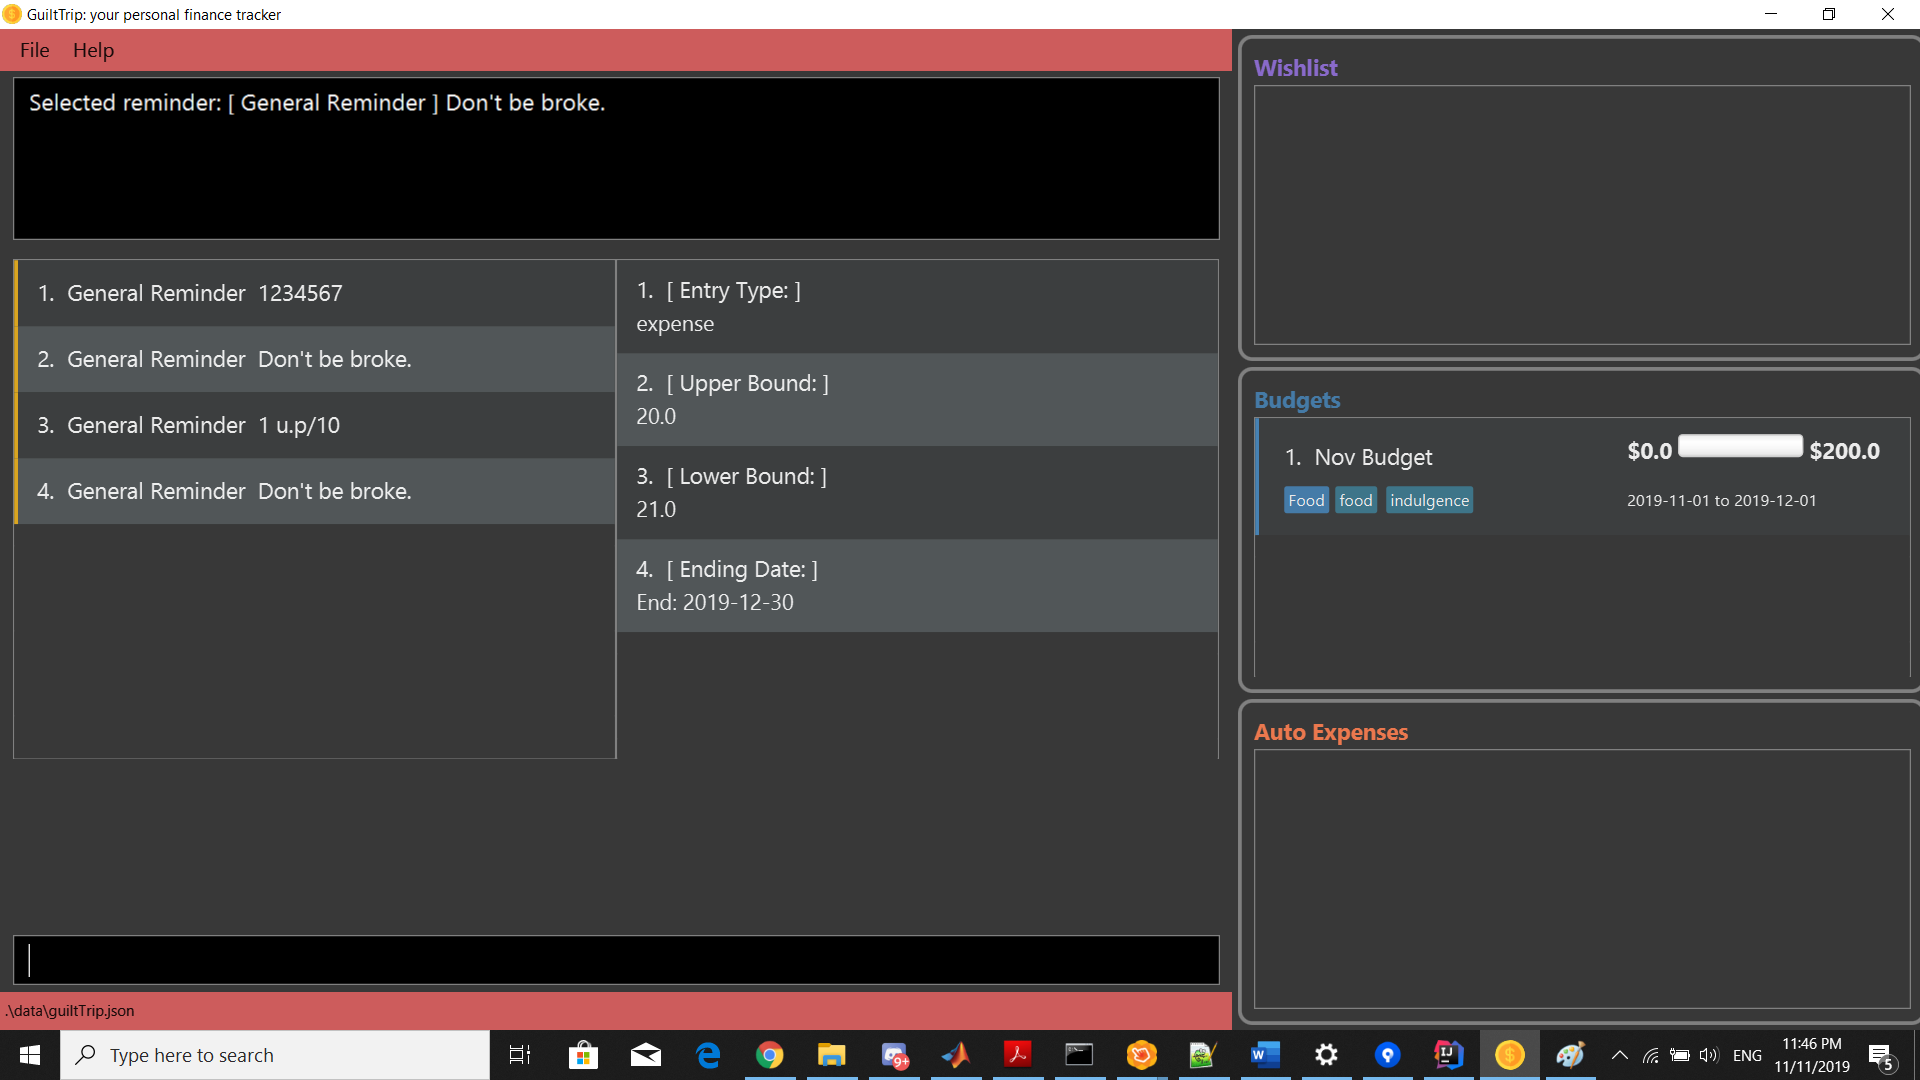 GuiltTrip: your personal finance tracker
File Help
Selected reminder: [ General Reminder ] Don't be broke.
1. General Reminder 1234567
2. General Reminder Don't be broke.
3. General Reminder 1 u.p/10
4. General Reminder Don't be broke.
1. [ Entry Type: ]
expense
2. [ Upper Bound: ]
20.0
3. [ Lower Bound: ]
21.0
4. [ Ending Date: ]
End: 2019-12-30
Wishlist
Budgets
1. Nov Budget $0.0 $200.0
Food food indulgence 2019-11-01 to 2019-12-01
Auto Expenses
.\data\guiltTrip.json
Type here to search
9+
W
IJ
ENG
11:46 PM
11/11/2019
5